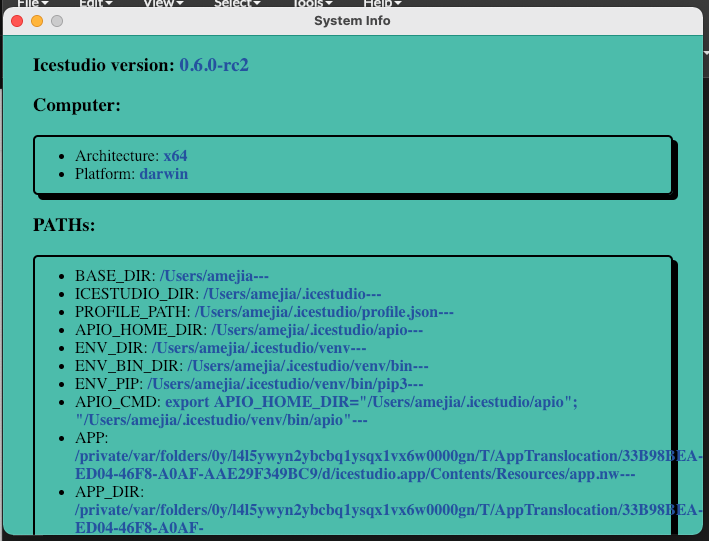 File Edit View Select Tools Help
System Info
Icestudio version: 0.6.0-rc2
Computer:
• Architecture: x64
• Platform: darwin
PATHs:
• BASE_DIR: /Users/amejia---
• ICESTUDIO_DIR: /Users/amejia/.icestudio---
• PROFILE_PATH: /Users/amejia/.icestudio/profile.json---
• APIO_HOME_DIR: /Users/amejia/.icestudio/apio---
• ENV_DIR: /Users/amejia/.icestudio/venv---
• ENV_BIN_DIR: /Users/amejia/.icestudio/venv/bin---
• ENV_PIP: /Users/amejia/.icestudio/venv/bin/pip3---
• APIO_CMD: export APIO_HOME_DIR="/Users/amejia/.icestudio/apio";
"/Users/amejia/.icestudio/venv/bin/apio"---
• APP:
/private/var/folders/0y/l4l5ywyn2ybcbq1ysqx1vx6w0000gn/T/AppTranslocation/33B98BEA-
ED04-46F8-A0AF-AAE29F349BC9/d/icestudio.app/Contents/Resources/app.nw---
• APP_DIR:
/private/var/folders/0y/l4l5ywyn2ybcbq1ysqx1vx6w0000gn/T/AppTranslocation/33B98BEA-
ED04-46F8-A0AF-